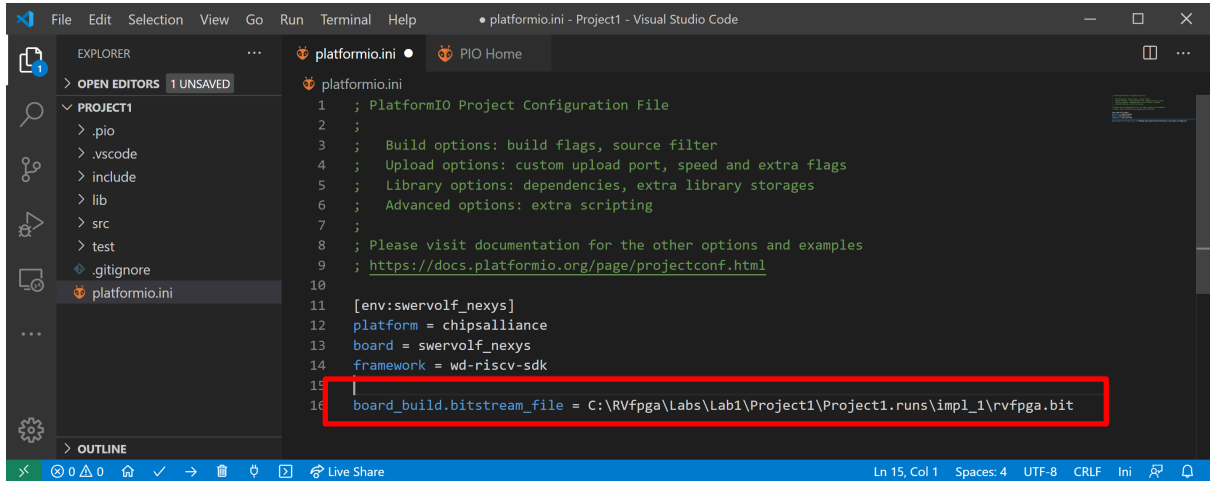 File Edit Selection View Go Run Terminal Help ● platformio.ini - Project1 - Visual Studio Code
EXPLORER ···
1
> OPEN EDITORS 1 UNSAVED
PROJECT1
> .pio
> .vscode
> include
> lib
> src
> test
.gitignore
platformio.ini
> OUTLINE
platformio.ini ● PIO Home
platformio.ini
1 ; PlatformIO Project Configuration File
2 ;
3 ;   Build options: build flags, source filter
4 ;   Upload options: custom upload port, speed and extra flags
5 ;   Library options: dependencies, extra library storages
6 ;   Advanced options: extra scripting
7 ;
8 ; Please visit documentation for the other options and examples
9 ; https://docs.platformio.org/page/projectconf.html
10
11 [env:swervolf_nexys]
12 platform = chipsalliance
13 board = swervolf_nexys
14 framework = wd-riscv-sdk
15
16 board_build.bitstream_file = C:\RVfpga\Labs\Lab1\Project1\Project1.runs\impl_1\rvfpga.bit
0 0 Live Share Ln 15, Col 1 Spaces: 4 UTF-8 CRLF Ini